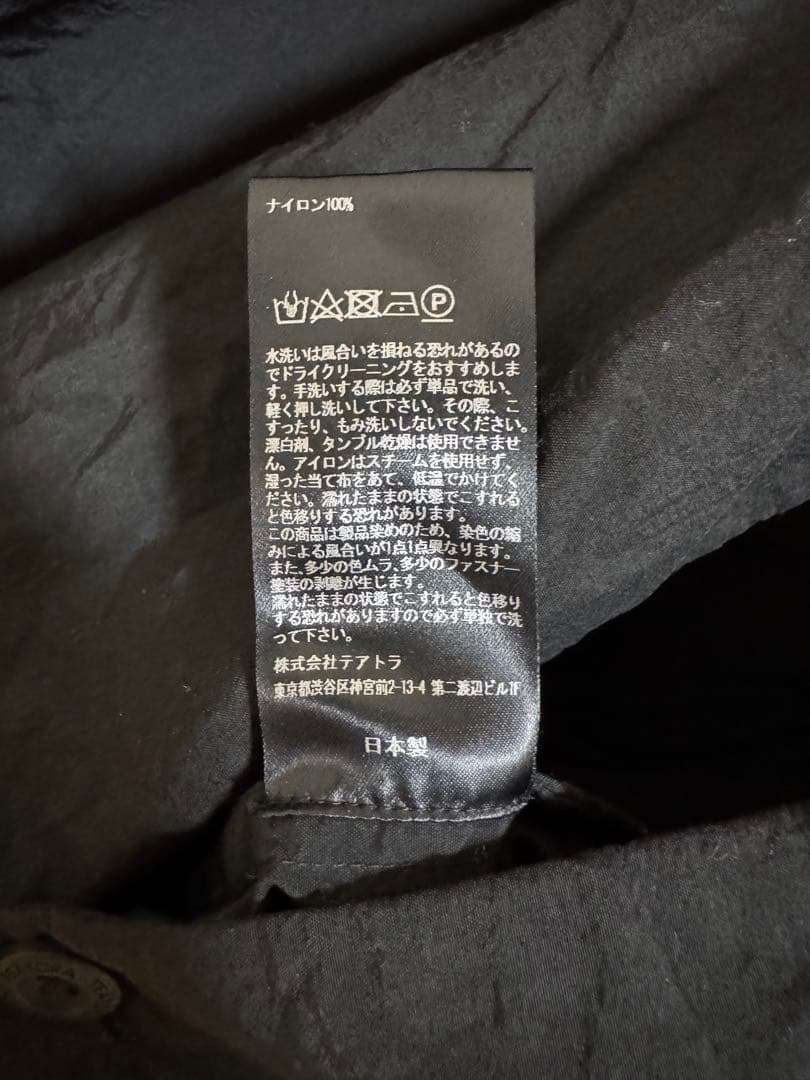 ナイロン100%
P
水洗いは風合いを損ねる恐れがあるの
でドライクリーニングをおすすめしま
す。手洗いする際は必ず単品で洗い、
軽く押し洗いして下さい。その際、こ
すったり、もみ洗いしないでください。
漂白剤、タンブル乾燥は使用できませ
ん。アイロンはスチームを使用せず、
湿った当て布をあて、低温でかけてく
ださい。濡れたままの状態でこすれる
と色移りする恐れがあります。
この商品は製品染めのため、染色の縮
みによる風合いが1点1点異なります。
また、多少の色ムラ、多少のファスナー
塗装の剥離が生じます。
濡れたままの状態でこすれると色移り
する恐れがありますので必ず単独で洗
って下さい。
株式会社テアトラ
東京都渋谷区神宮前2-13-4 第二渡辺ビル1F
日本製